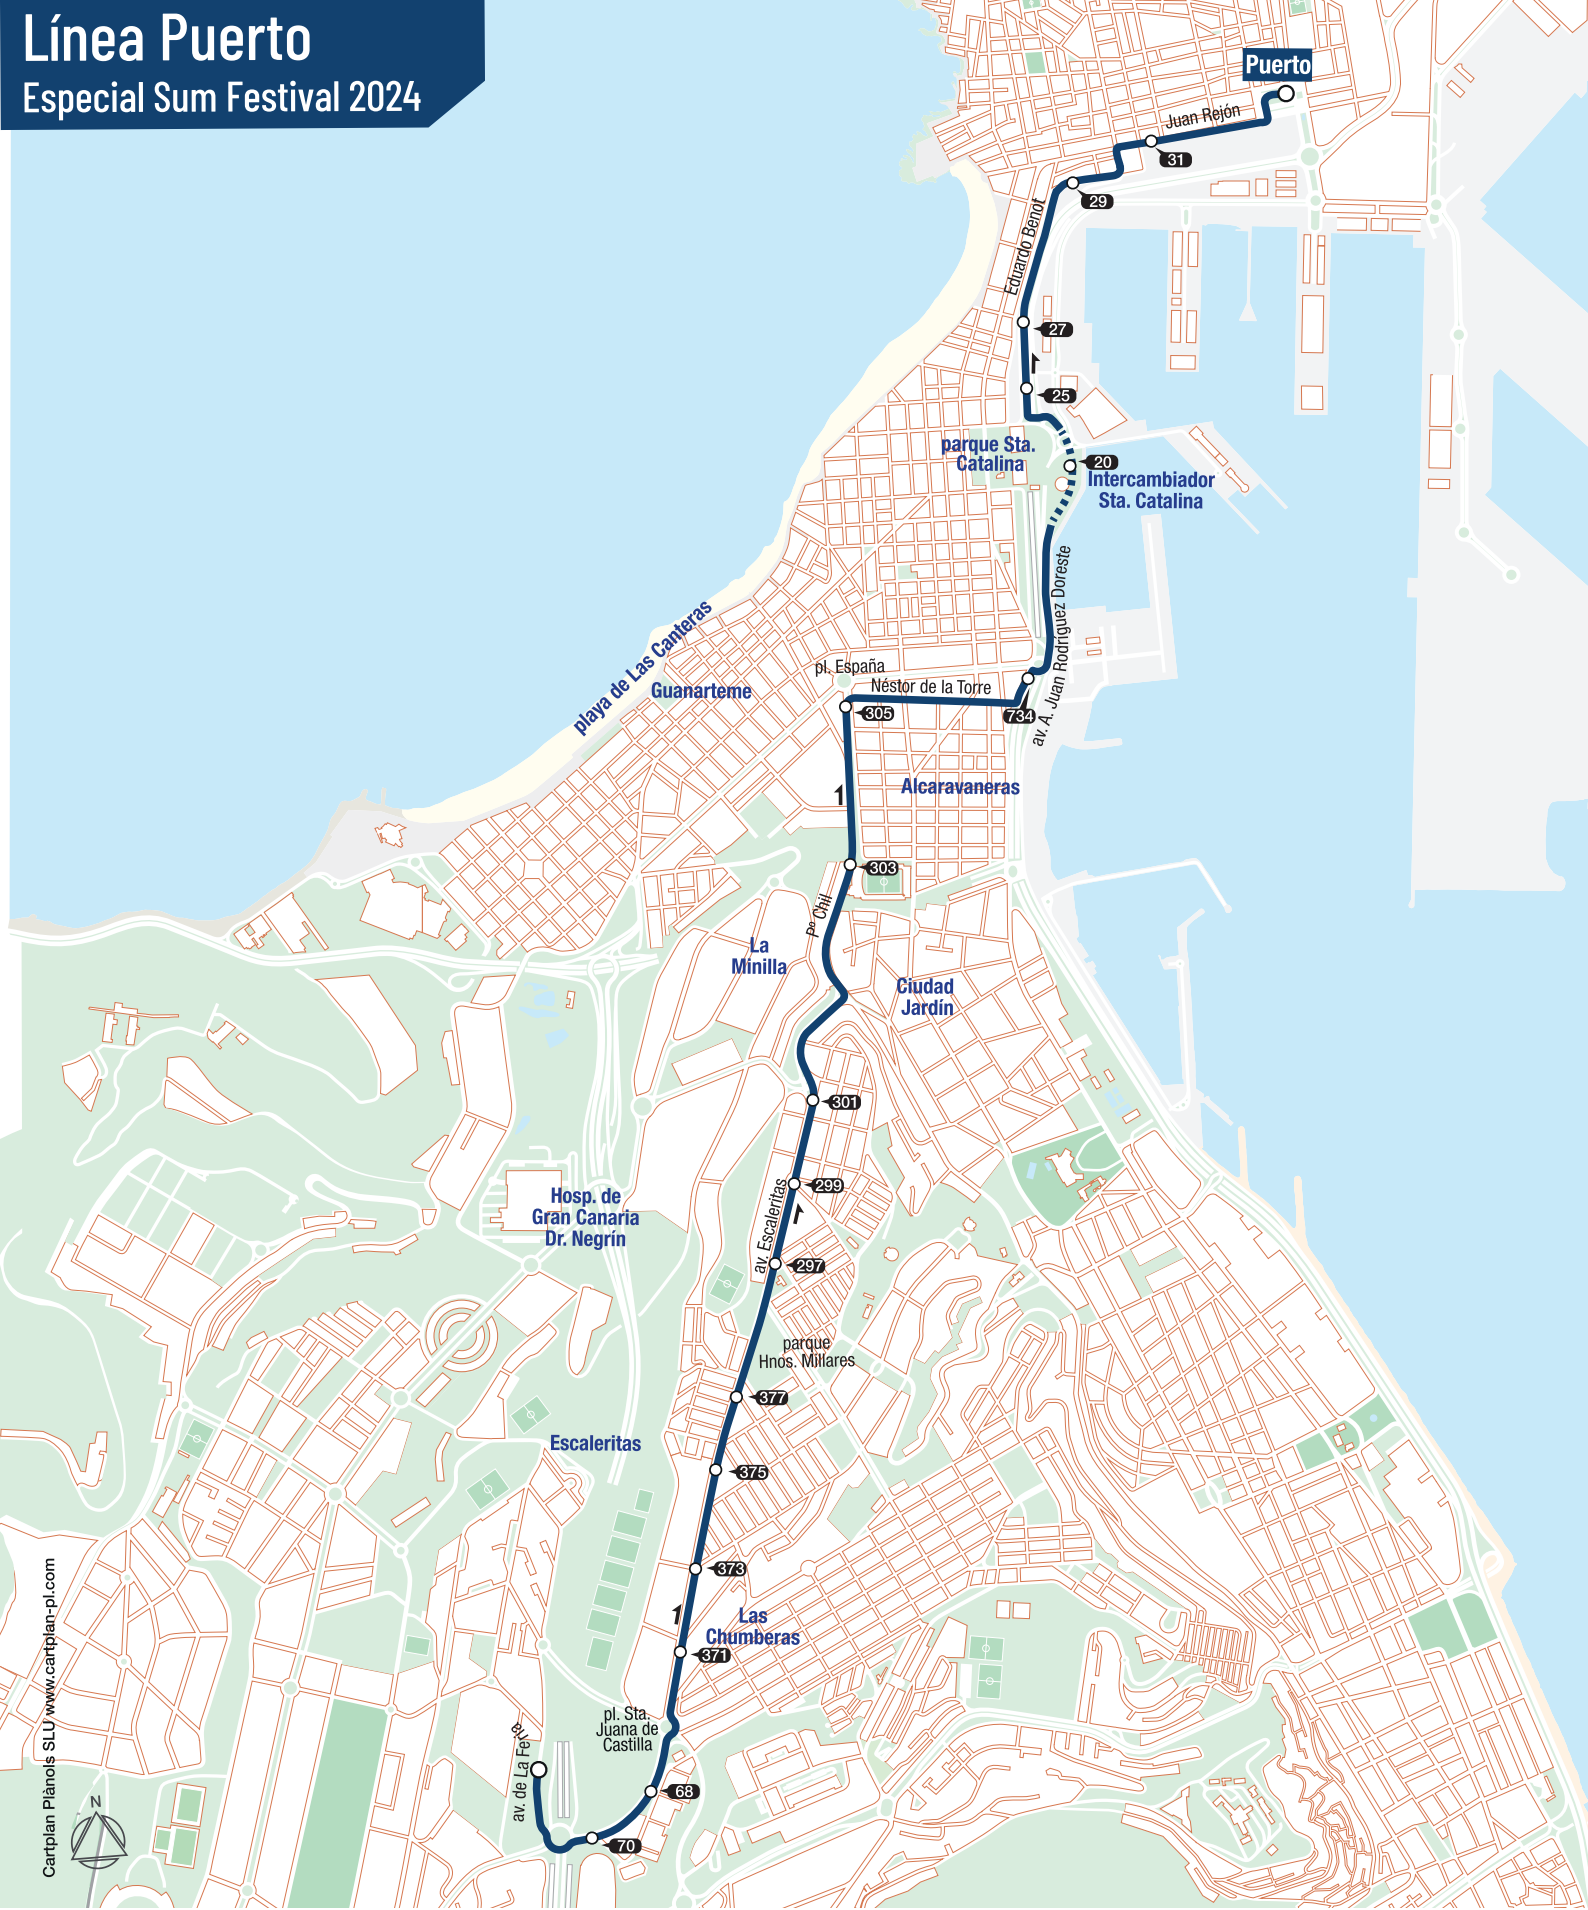 Línea Puerto
Especial Sum Festival 2024
Puerto
Juan Rejón
31
29
Eduardo Benot
27
25
parque Sta.
Catalina
20
Intercambiador
Sta. Catalina
av. A. Juan Rodríguez Doreste
playa de Las Canteras
Guanarteme
pl. España
Néstor de la Torre
305
734
Alcaravaneras
303
Pº Chil
La
Minilla
Ciudad
Jardín
301
299
av. Escaleritas
Hosp. de
Gran Canaria
Dr. Negrín
297
parque
Hnos. Millares
377
Escaleritas
375
373
Las
Chumberas
371
pl. Sta.
Juana de
Castilla
av. de La Feria
68
70
N
Cartplan Plànols SLU www.cartplan-pl.com